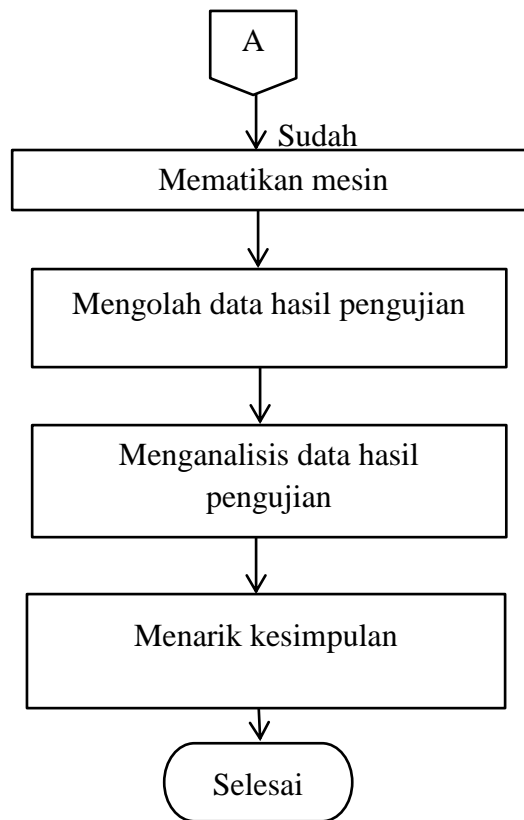 A
Sudah
Mematikan mesin
Mengolah data hasil pengujian
Menganalisis data hasil
pengujian
Menarik kesimpulan
Selesai